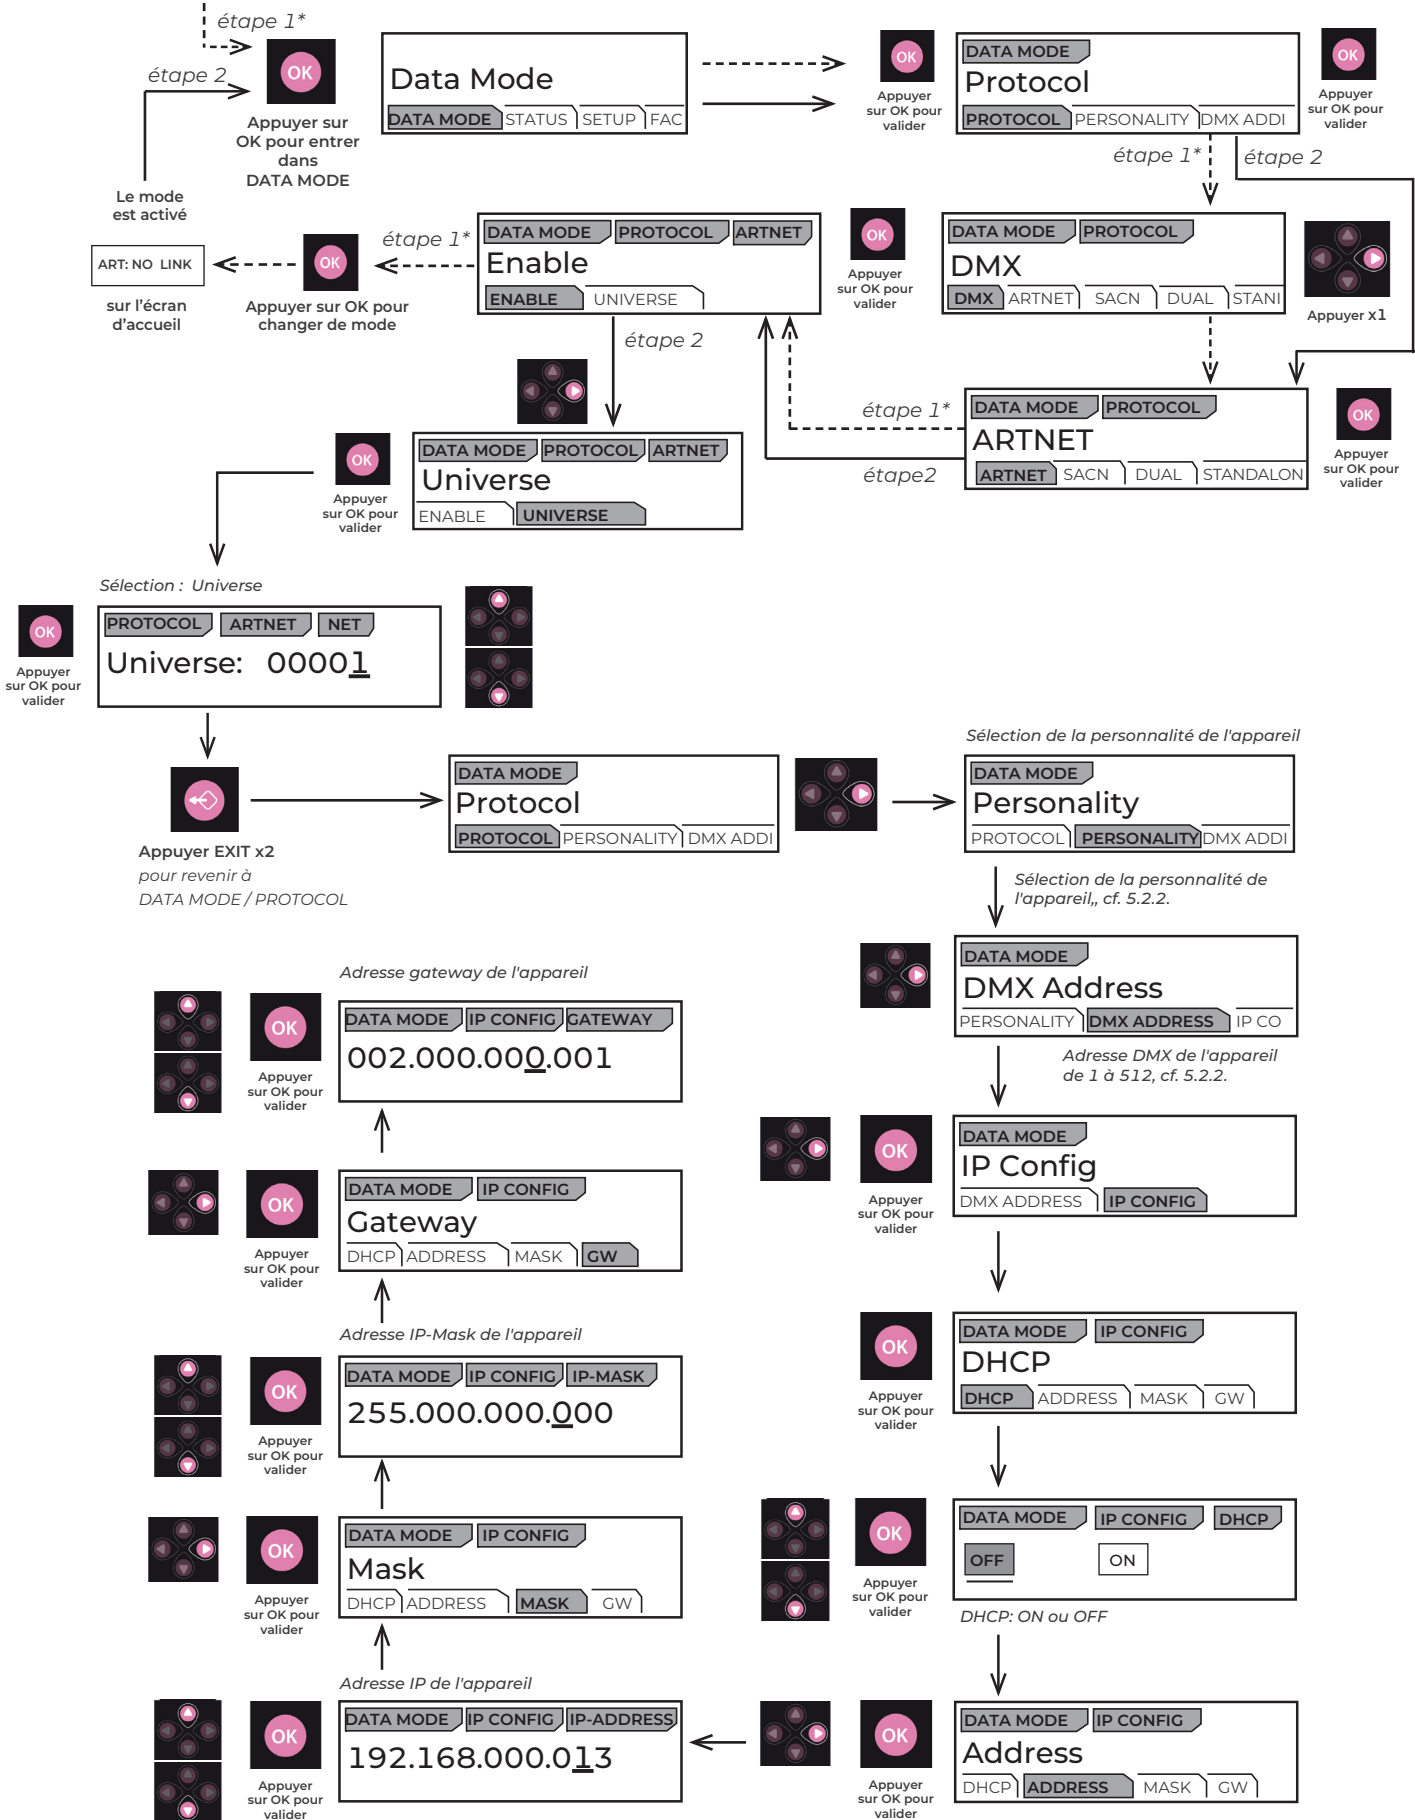 étape 1*
étape 2
OK
Appuyer sur
OK pour entrer
dans
DATA MODE
Data Mode
DATA MODE STATUS SETUP FAC
OK
Appuyer
sur OK pour
valider
DATA MODE
Protocol
PROTOCOL PERSONALITY DMX ADDI
OK
Appuyer
sur OK pour
valider
étape 1*
étape 2
Le mode
est activé
ART: NO LINK
sur l'écran
d'accueil
OK
Appuyer sur OK pour
changer de mode
étape 1*
DATA MODE PROTOCOL ARTNET
Enable
ENABLE UNIVERSE
OK
Appuyer
sur OK pour
valider
DATA MODE PROTOCOL
DMX
DMX ARTNET SACN DUAL STANI
Appuyer x1
étape 2
étape 1*
étape2
DATA MODE PROTOCOL
ARTNET
ARTNET SACN DUAL STANDALON
OK
Appuyer
sur OK pour
valider
OK
Appuyer
sur OK pour
valider
DATA MODE PROTOCOL ARTNET
Universe
ENABLE UNIVERSE
Sélection : Universe
OK
Appuyer
sur OK pour
valider
PROTOCOL ARTNET NET
Universe: 00001
Appuyer EXIT x2
pour revenir à
DATA MODE / PROTOCOL
DATA MODE
Protocol
PROTOCOL PERSONALITY DMX ADDI
Sélection de la personnalité de l'appareil
DATA MODE
Personality
PROTOCOL PERSONALITY DMX ADDI
Sélection de la personnalité de
l'appareil,, cf. 5.2.2.
DATA MODE
DMX Address
PERSONALITY DMX ADDRESS IP CO
Adresse DMX de l'appareil
de 1 à 512, cf. 5.2.2.
OK
Appuyer
sur OK pour
valider
DATA MODE
IP Config
DMX ADDRESS IP CONFIG
OK
Appuyer
sur OK pour
valider
DATA MODE IP CONFIG
DHCP
DHCP ADDRESS MASK GW
OK
Appuyer
sur OK pour
valider
DATA MODE IP CONFIG DHCP
OFF ON
DHCP: ON ou OFF
OK
Appuyer
sur OK pour
valider
DATA MODE IP CONFIG
Address
DHCP ADDRESS MASK GW
Adresse IP de l'appareil
OK
Appuyer
sur OK pour
valider
DATA MODE IP CONFIG IP-ADDRESS
192.168.000.013
OK
Appuyer
sur OK pour
valider
DATA MODE IP CONFIG
Mask
DHCP ADDRESS MASK GW
Adresse IP-Mask de l'appareil
OK
Appuyer
sur OK pour
valider
DATA MODE IP CONFIG IP-MASK
255.000.000.000
OK
Appuyer
sur OK pour
valider
DATA MODE IP CONFIG
Gateway
DHCP ADDRESS MASK GW
Adresse gateway de l'appareil
OK
Appuyer
sur OK pour
valider
DATA MODE IP CONFIG GATEWAY
002.000.000.001